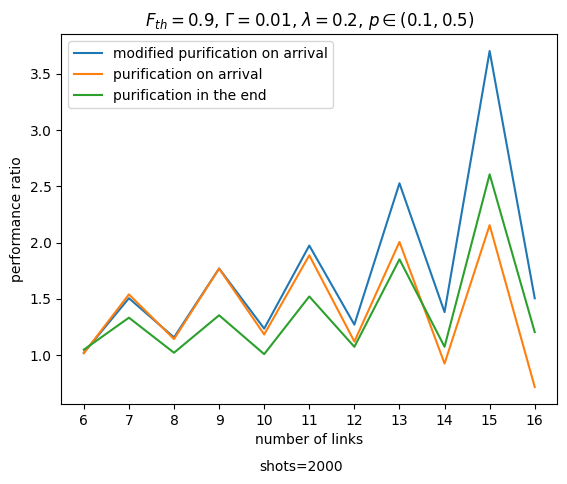 F_th = 0.9, Γ = 0.01, λ = 0.2, p ∈ (0.1, 0.5)
modified purification on arrival
purification on arrival
purification in the end
performance ratio
3.5
3.0
2.5
2.0
1.5
1.0
6 7 8 9 10 11 12 13 14 15 16
number of links
shots=2000